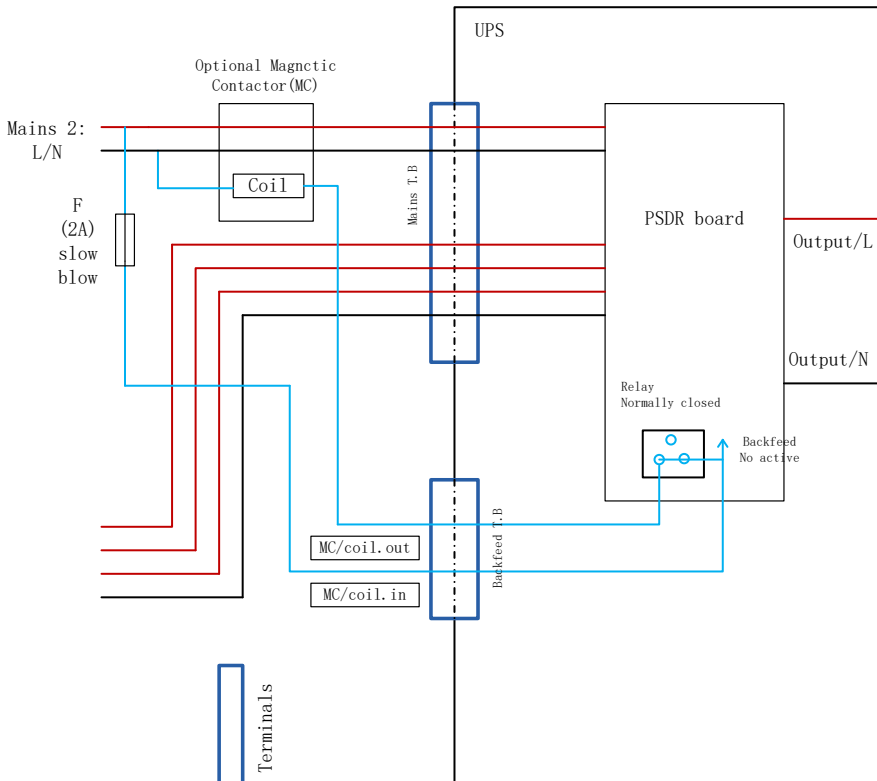 UPS
Optional Magnctic
Contactor(MC)
Mains 2:
L/N
Coil
Mains T.B
F
(2A)
slow
blow
PSDR board
Output/L
Output/N
Relay
Normally closed
Backfeed
No active
MC/coil.out
Backfeed T.B
MC/coil.in
Terminals